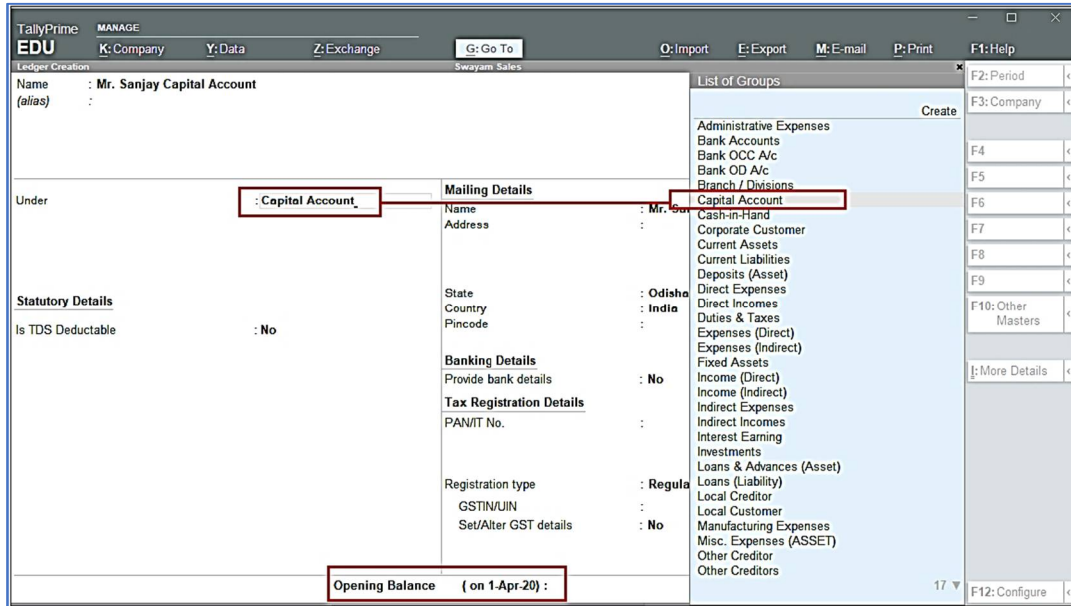 TallyPrime
EDU
MANAGE
K: Company
Y: Data
Z: Exchange
G: Go To
O: Import
E: Export
M: E-mail
P: Print
F1: Help
Ledger Creation
Swayam Sales
Name : Mr. Sanjay Capital Account
(alias) :
Under : Capital Account
Statutory Details
Is TDS Deductable : No
Mailing Details
Name : Mr. San
Address :
State : Odisha
Country : India
Pincode :
Banking Details
Provide bank details : No
Tax Registration Details
PAN/IT No. :
Registration type : Regula
GSTIN/UIN :
Set/Alter GST details : No
Opening Balance ( on 1-Apr-20) :
List of Groups
Create
Administrative Expenses
Bank Accounts
Bank OCC A/c
Bank OD A/c
Branch / Divisions
Capital Account
Cash-in-Hand
Corporate Customer
Current Assets
Current Liabilities
Deposits (Asset)
Direct Expenses
Direct Incomes
Duties & Taxes
Expenses (Direct)
Expenses (Indirect)
Fixed Assets
Income (Direct)
Income (Indirect)
Indirect Expenses
Indirect Incomes
Interest Earning
Investments
Loans & Advances (Asset)
Loans (Liability)
Local Creditor
Local Customer
Manufacturing Expenses
Misc. Expenses (ASSET)
Other Creditor
Other Creditors
17 ▼
F2: Period
F3: Company
F4
F5
F6
F7
F8
F9
F10: Other
Masters
I: More Details
F12: Configure